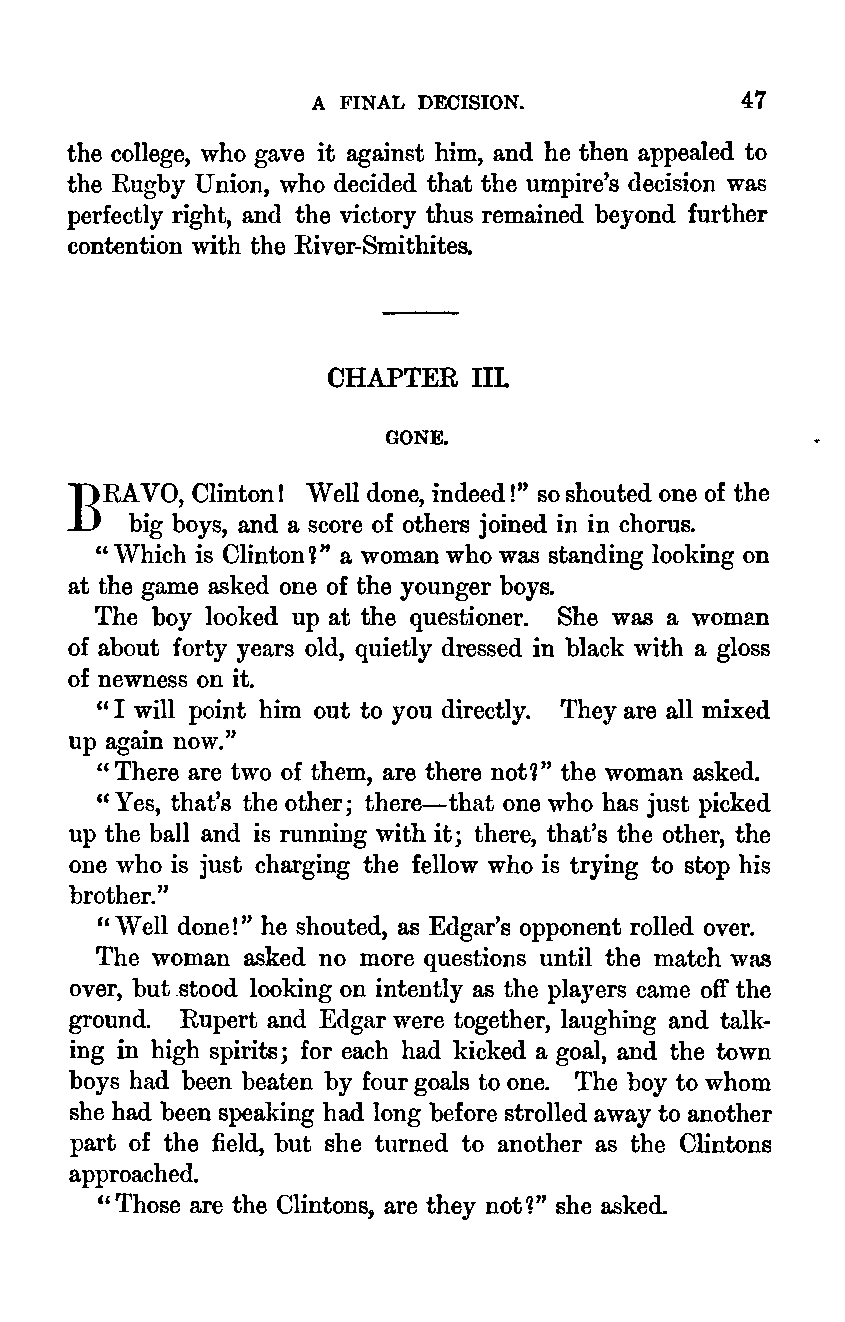 A FINAL DECISION. 47
the college, who gave it against him, and he then appealed to
the Rugby Union, who decided that the umpire's decision was
perfectly right, and the victory thus remained beyond further
contention with the River-Smithites.
CHAPTER III.
GONE.
BRAVO, Clinton! Well done, indeed!" so shouted one of the
big boys, and a score of others joined in in chorus.
"Which is Clinton?" a woman who was standing looking on
at the game asked one of the younger boys.
The boy looked up at the questioner. She was a woman
of about forty years old, quietly dressed in black with a gloss
of newness on it.
"I will point him out to you directly. They are all mixed
up again now."
"There are two of them, are there not?" the woman asked.
"Yes, that's the other; there—that one who has just picked
up the ball and is running with it; there, that's the other, the
one who is just charging the fellow who is trying to stop his
brother."
"Well done!" he shouted, as Edgar's opponent rolled over.
The woman asked no more questions until the match was
over, but stood looking on intently as the players came off the
ground. Rupert and Edgar were together, laughing and talk-
ing in high spirits; for each had kicked a goal, and the town
boys had been beaten by four goals to one. The boy to whom
she had been speaking had long before strolled away to another
part of the field, but she turned to another as the Clintons
approached.
"Those are the Clintons, are they not?" she asked.